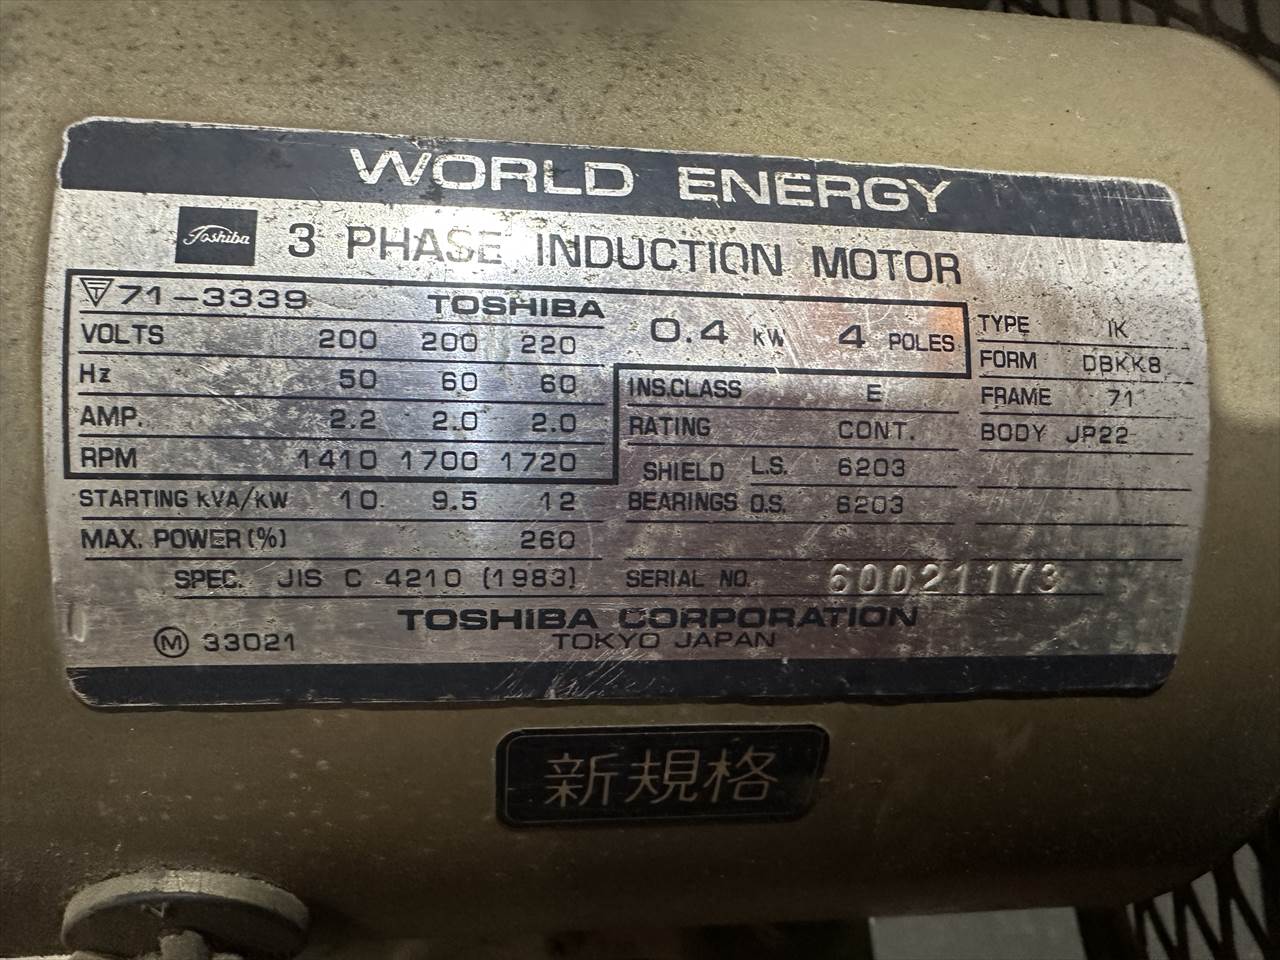 WORLD ENERGY
Toshiba 3 PHASE INDUCTION MOTOR
71-3339 TOSHIBA 0.4 kW 4 POLES
VOLTS 200 200 220
Hz 50 60 60
AMP. 2.2 2.0 2.0
RPM 1410 1700 1720
STARTING kVA/kW 10. 9.5 12
MAX. POWER (%) 260
SPEC. JIS C 4210 (1983)
INS.CLASS E
RATING CONT.
SHIELD BEARINGS L.S. 6203
O.S. 6203
SERIAL NO. 60021173
TYPE IK
FORM DBKK8
FRAME 71
BODY JP22
TOSHIBA CORPORATION
M 33021 TOKYO JAPAN
新規格